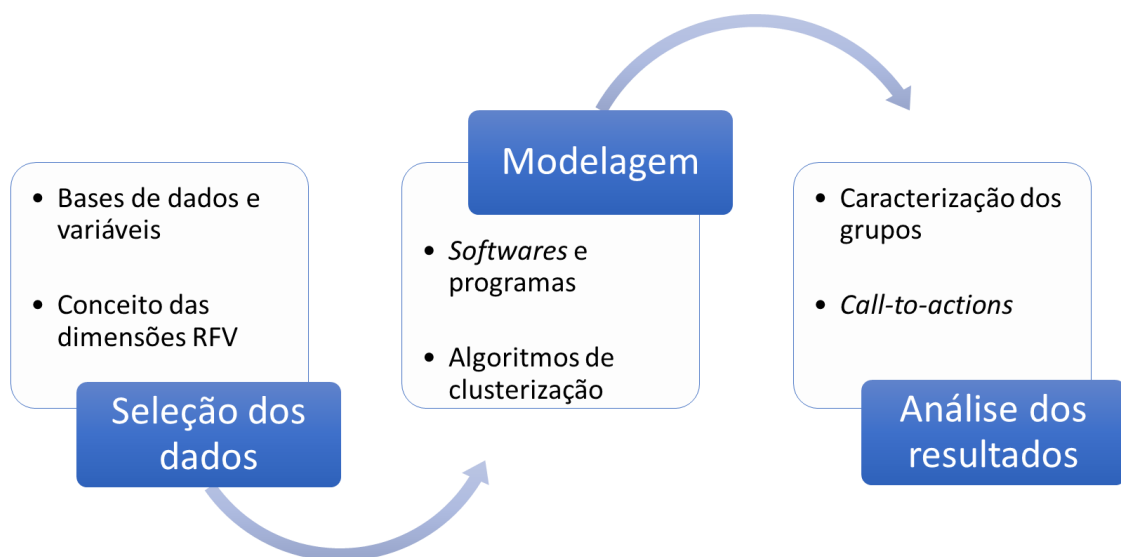 • Bases de dados e
variáveis
• Conceito das
dimensões RFV
Seleção dos
dados
Modelagem
• Softwares e
programas
• Algoritmos de
clusterização
• Caracterização dos
grupos
• Call-to-actions
Análise dos
resultados